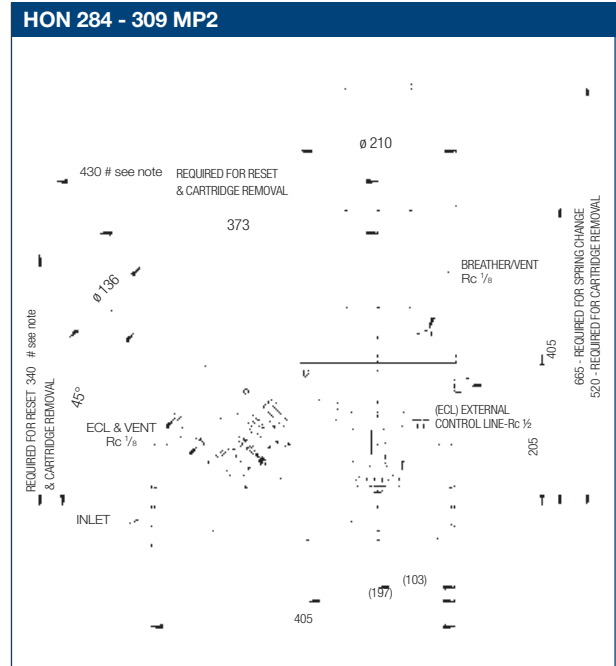 HON 284 - 309 MP2
ø 210
430 # see note
REQUIRED FOR RESET
& CARTRIDGE REMOVAL
373
BREATHER/VENT
Rc 1/8
ø 136
665 - REQUIRED FOR SPRING CHANGE
520 - REQUIRED FOR CARTRIDGE REMOVAL
405
REQUIRED FOR RESET 340 # see note
& CARTRIDGE REMOVAL
45°
ECL & VENT
Rc 1/8
(ECL) EXTERNAL
CONTROL LINE-Rc ½
205
INLET
(103)
(197)
405